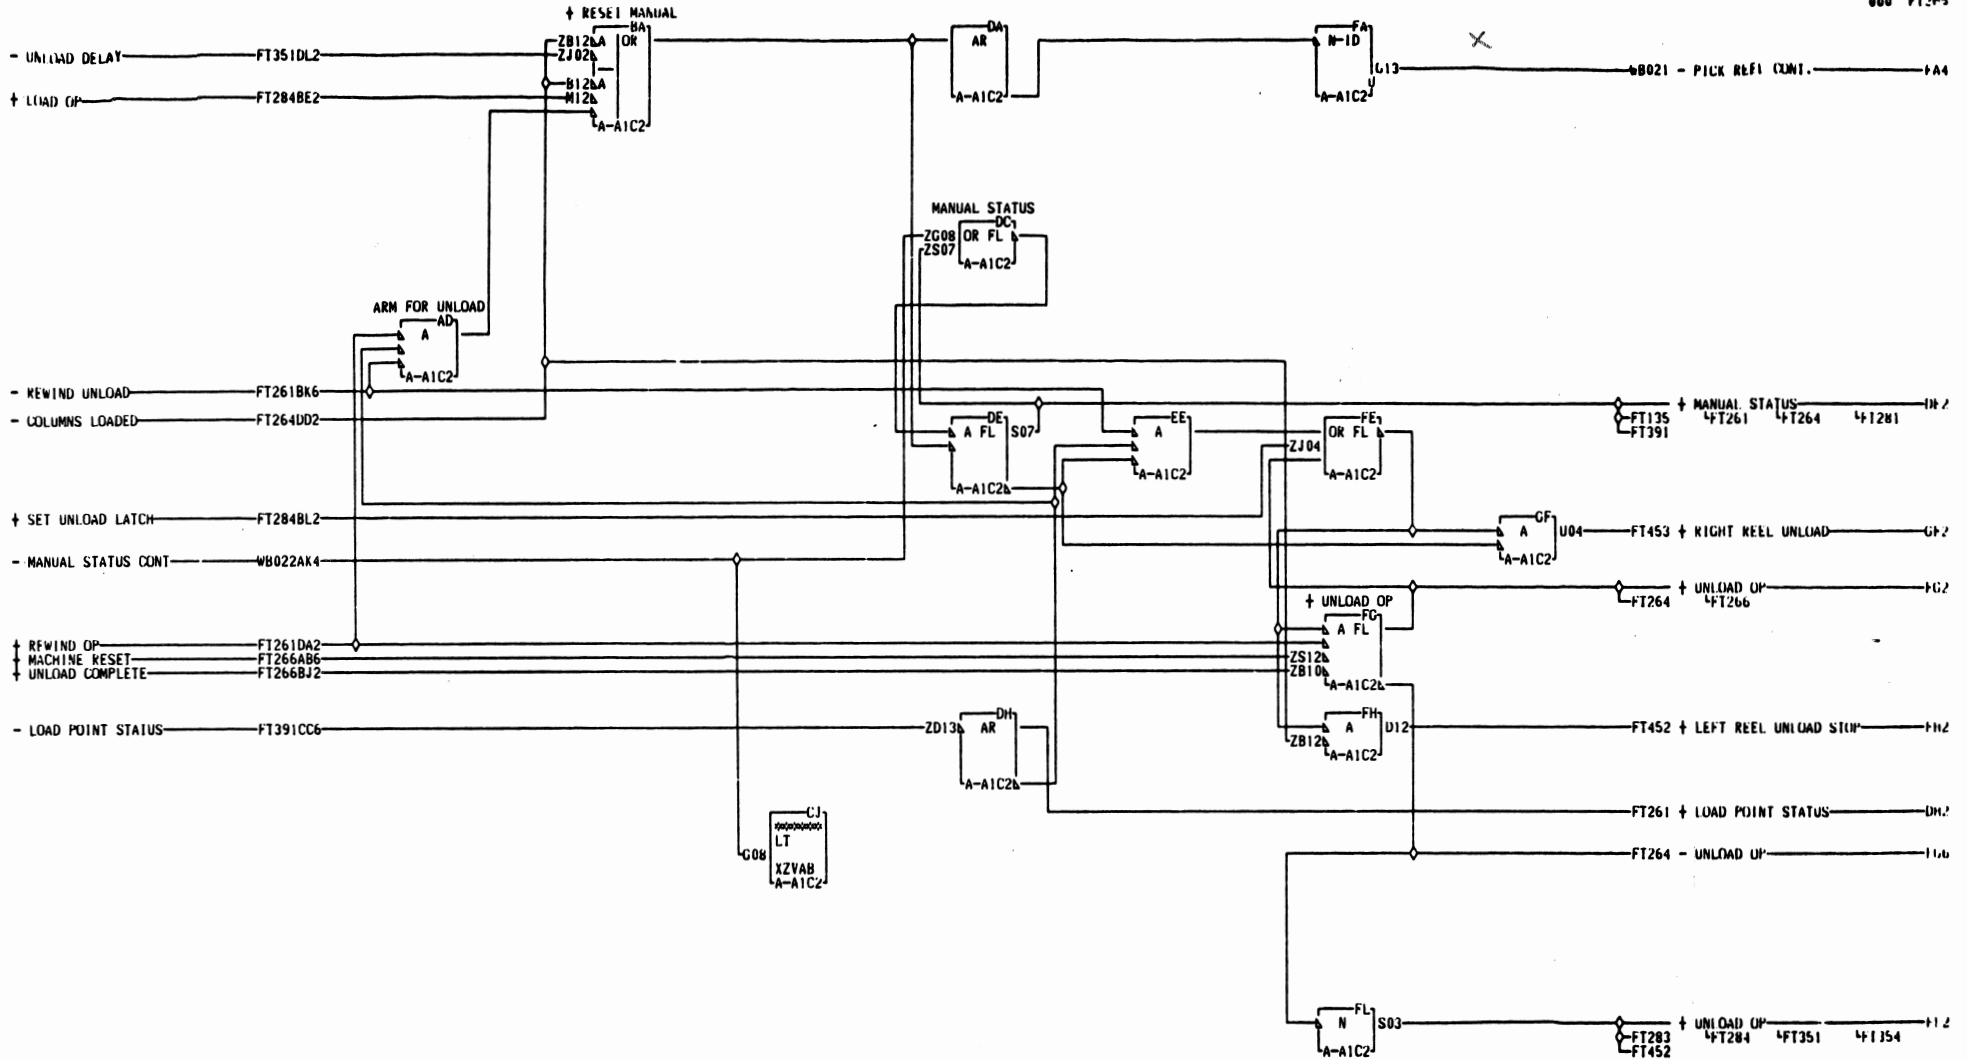 + RESET MANUAL
BA
ZB12 A OR
- UNLOAD DELAY FT351DL2 ZJ02
B12 A
+ LOAD OP FT284BE2 M12
A-A1C2
DA
AR
A-A1C2
FA
N-ID
G13
U
A-A1C2
WB021 - PICK REEL CONT.
MANUAL STATUS
DC
ZG08 OR FL
ZS07
A-A1C2
ARM FOR UNLOAD
AD
A
A-A1C2
- REWIND UNLOAD FT261BK6
- COLUMNS LOADED FT264DD2
DE
A FL S07
A-A1C2
EE
A
A-A1C2
FE
OR FL
ZJ04
A-A1C2
+ MANUAL STATUS
FT135 FT261 FT264 FT281
FT391
+ SET UNLOAD LATCH FT284BL2
GF
A U04 FT453 + RIGHT REEL UNLOAD GF2
A-A1C2
- MANUAL STATUS CONT WB022AK4
+ UNLOAD OP FG2
FT264 FT266
+ UNLOAD OP
FG
A FL
+ REWIND OP FT261DA2
+ MACHINE RESET FT266AB6 ZS12
+ UNLOAD COMPLETE FT266BJ2 ZB10
A-A1C2
- LOAD POINT STATUS FT391CC6 ZD13
DH
AR
A-A1C2
FH
A D12 FT452 + LEFT REEL UNLOAD STOP FH2
ZB12
A-A1C2
FT261 + LOAD POINT STATUS DH2
CJ
G08 LT
XZVAB
A-A1C2
FT264 - UNLOAD OP
FL
N S03
A-A1C2
+ UNLOAD OP
FT283 FT284 FT351 FT354
FT452